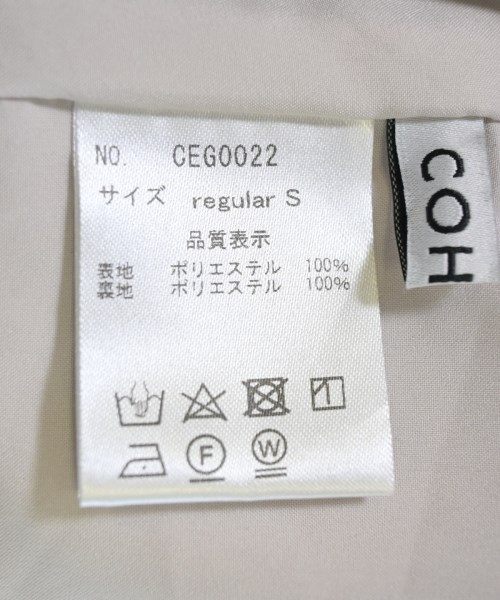 NO. CEG0022
サイズ regular S
品質表示
表地 ポリエステル 100%
裏地 ポリエステル 100%
F
W
COH